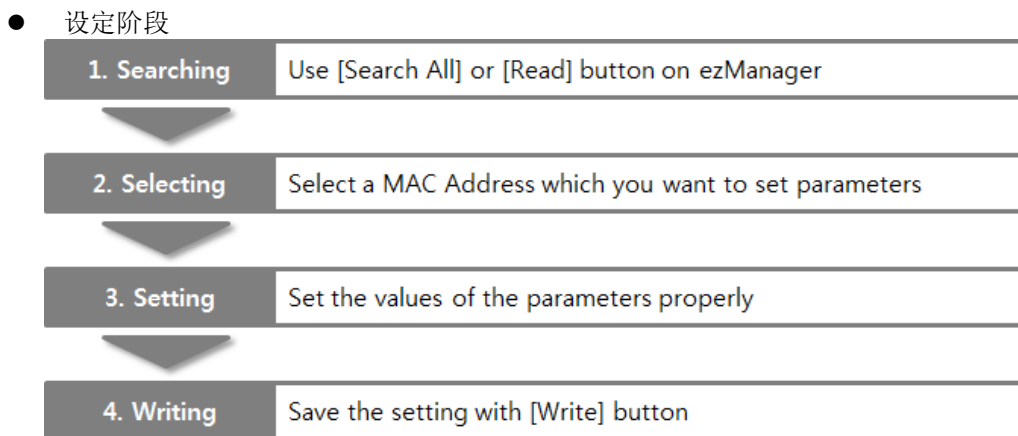 ● 设定阶段
1. Searching Use [Search All] or [Read] button on ezManager
2. Selecting Select a MAC Address which you want to set parameters
3. Setting Set the values of the parameters properly
4. Writing Save the setting with [Write] button